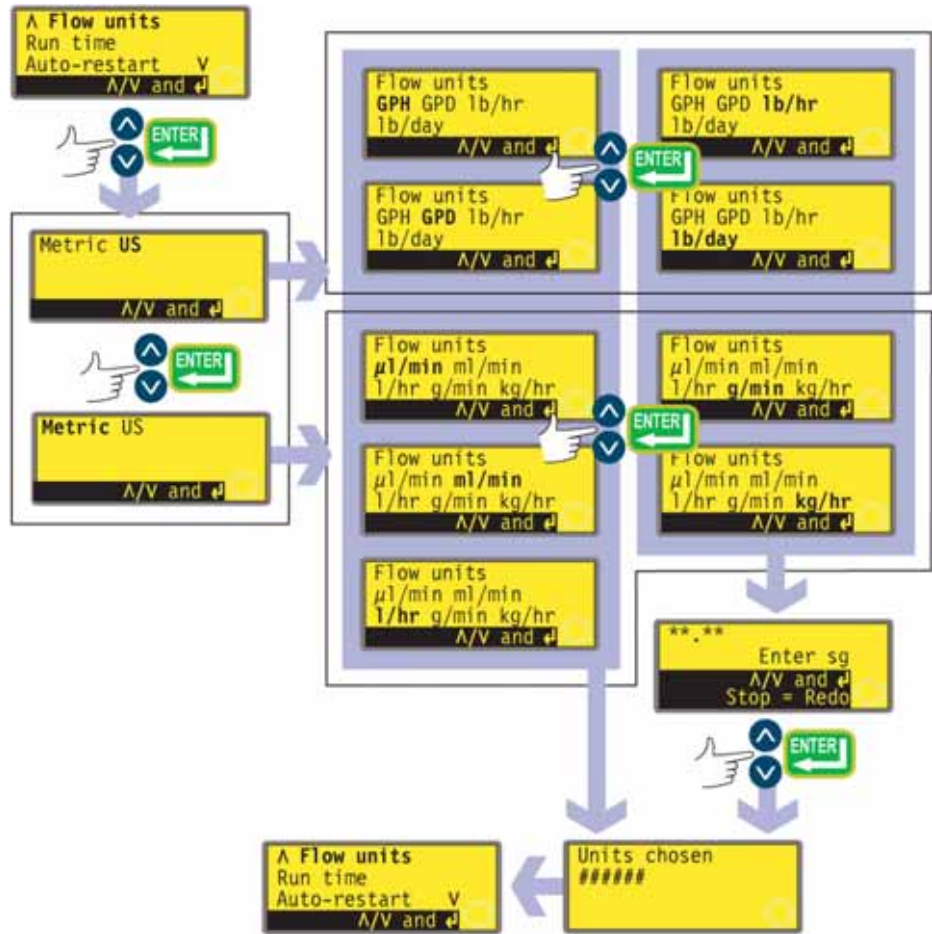 Λ Flow units
Run time
Auto-restart V
Λ/V and ↵
ENTER
Metric US
Λ/V and ↵
ENTER
Metric US
Λ/V and ↵
Flow units
GPH GPD lb/hr
lb/day
Λ/V and ↵
Flow units
GPH GPD lb/hr
lb/day
Λ/V and ↵
ENTER
Flow units
GPH GPD lb/hr
lb/day
Λ/V and ↵
Flow units
GPH GPD lb/hr
lb/day
Λ/V and ↵
Flow units
µl/min ml/min
l/hr g/min kg/hr
Λ/V and ↵
Flow units
µl/min ml/min
l/hr g/min kg/hr
Λ/V and ↵
ENTER
Flow units
µl/min ml/min
l/hr g/min kg/hr
Λ/V and ↵
Flow units
µl/min ml/min
l/hr g/min kg/hr
Λ/V and ↵
Flow units
µl/min ml/min
l/hr g/min kg/hr
Λ/V and ↵
**.**
Enter sg
Λ/V and ↵
Stop = Redo
ENTER
Units chosen
######
Λ Flow units
Run time
Auto-restart V
Λ/V and ↵